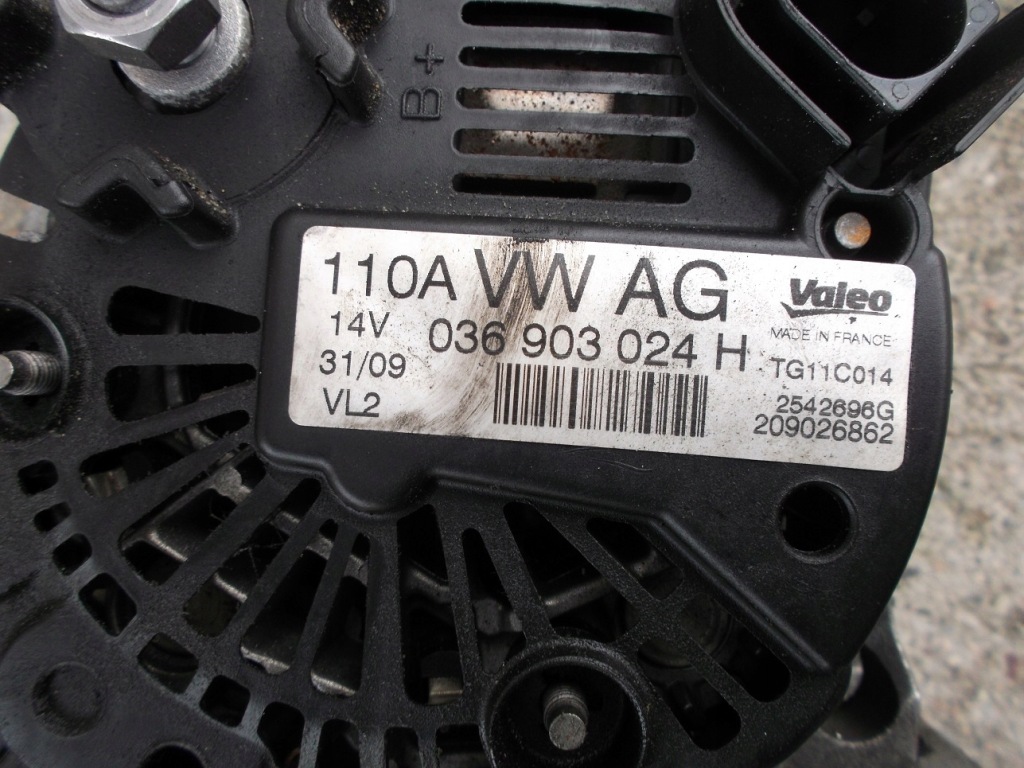 B+
110A VW AG
Valeo
MADE IN FRANCE
14V 036 903 024 H
31/09
TG11C014
VL2
2542696G
209026862